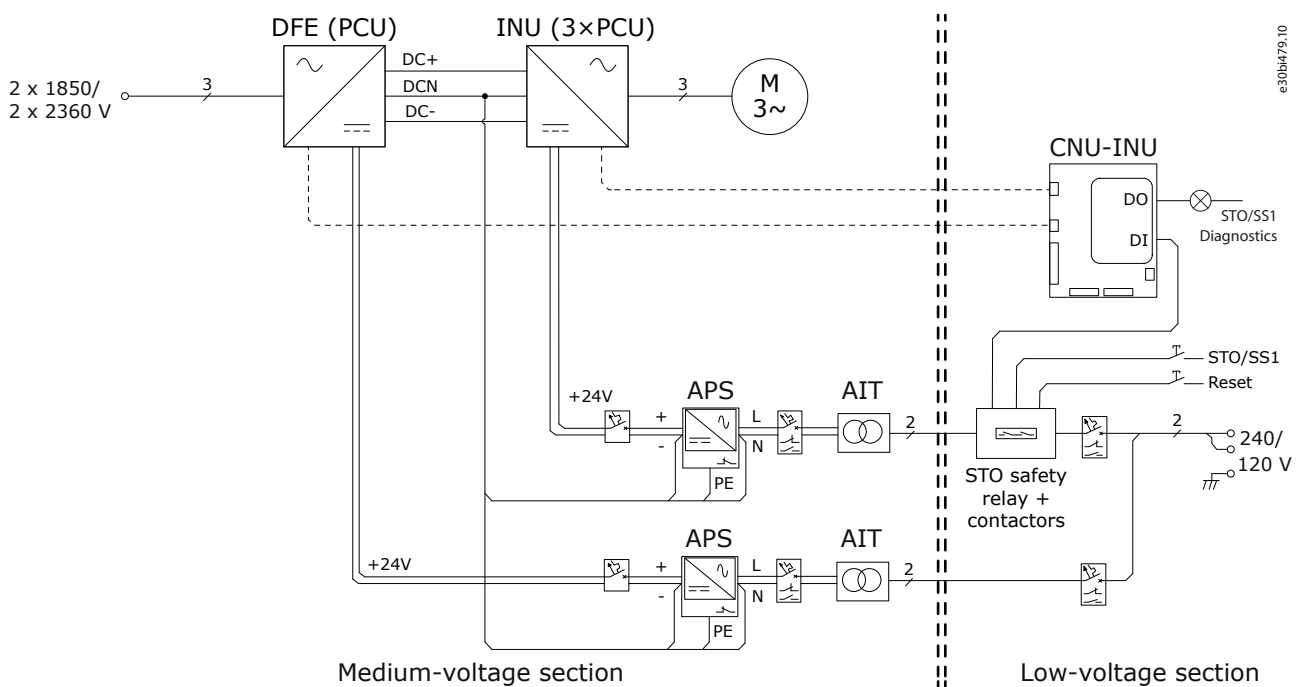 DFE (PCU)
INU (3×PCU)
e30bi479.10
DC+
DCN
DC-
2 x 1850/
2 x 2360 V
3
3
M
3~
CNU-INU
DO
DI
STO/SS1
Diagnostics
STO/SS1
Reset
+24V
APS
AIT
+
-
L
N
PE
2
2
240/
120 V
STO safety
relay +
contactors
+24V
APS
AIT
+
-
L
N
PE
2
Medium-voltage section
Low-voltage section